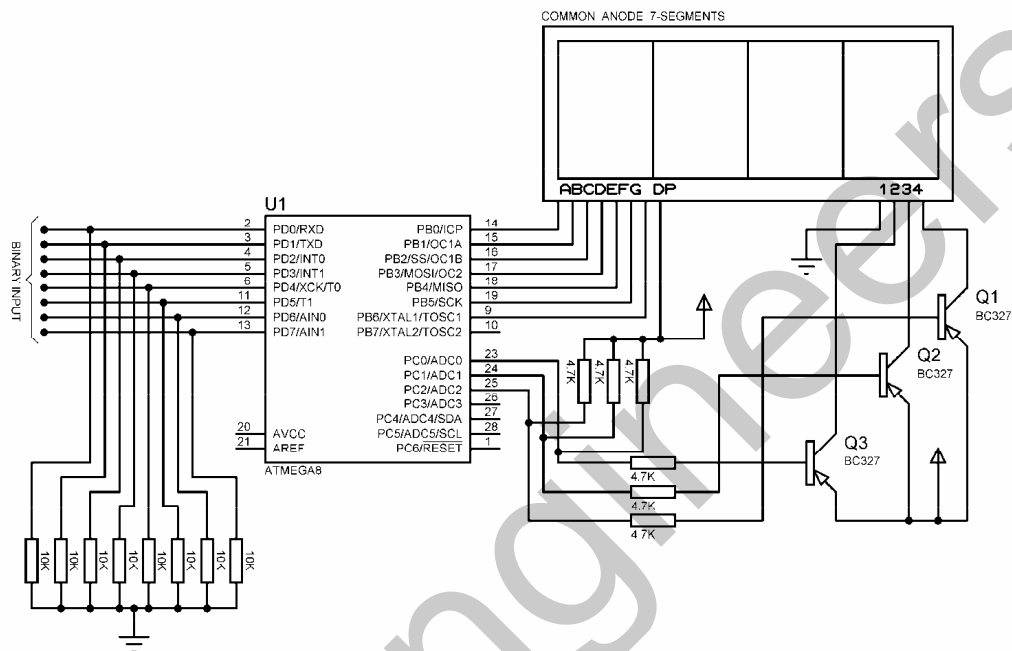 COMMON ANODE 7-SEGMENTS
ABCDEFG DP
1234
U1
BINARY INPUT
2 PD0/RXD
3 PD1/TXD
4 PD2/INT0
5 PD3/INT1
6 PD4/XCK/T0
11 PD5/T1
12 PD6/AIN0
13 PD7/AIN1
20 AVCC
21 AREF
PB0/ICP 14
PB1/OC1A 15
PB2/SS/OC1B 16
PB3/MOSI/OC2 17
PB4/MISO 18
PB5/SCK 19
PB6/XTAL1/TOSC1 9
PB7/XTAL2/TOSC2 10
PC0/ADC0 23
PC1/ADC1 24
PC2/ADC2 25
PC3/ADC3 26
PC4/ADC4/SDA 27
PC5/ADC5/SCL 28
PC6/RESET 1
ATMEGA8
4.7K
4.7K
4.7K
Q1
BC327
Q2
BC327
Q3
BC327
4.7K
4.7K
4.7K
10K
10K
10K
10K
10K
10K
10K
10K
engineers